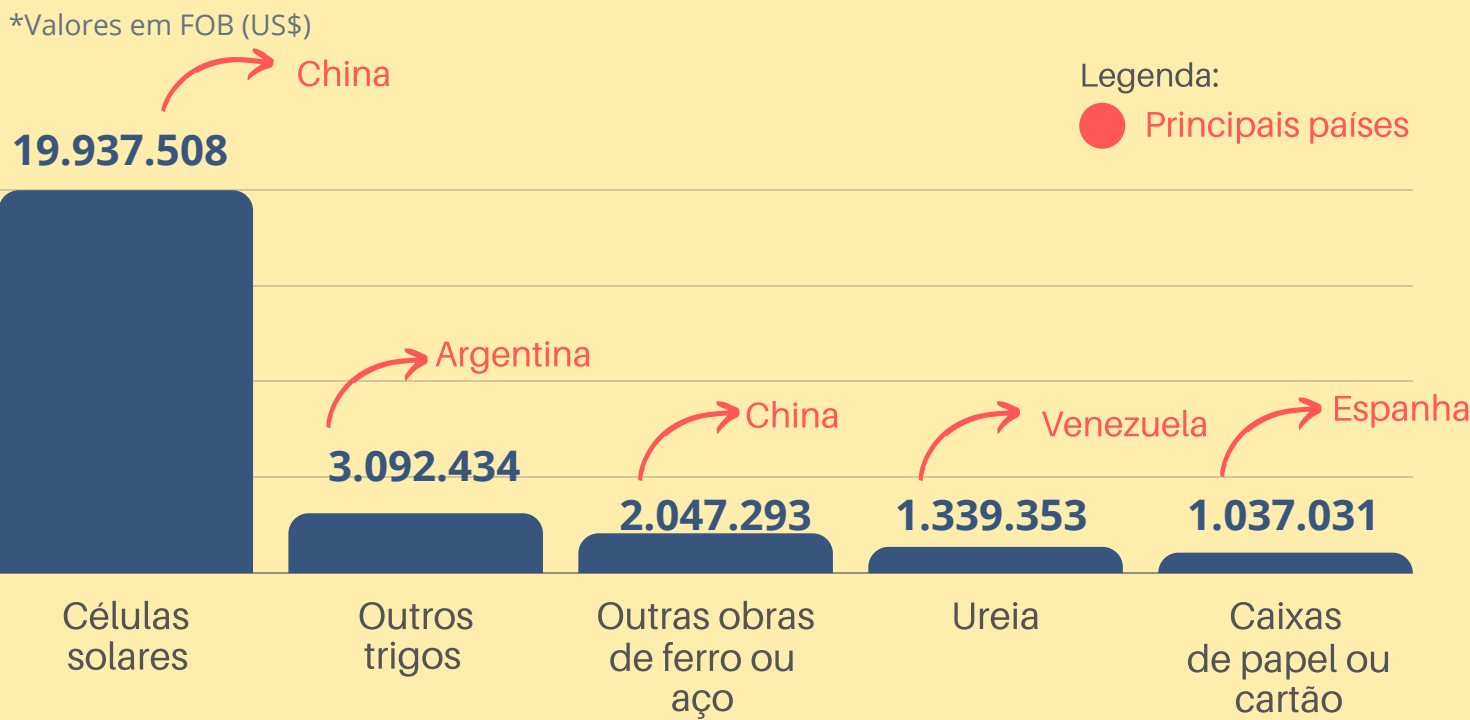 *Valores em FOB (US$)
China
Legenda:
Principais países
19.937.508
Argentina
3.092.434
China
2.047.293
Venezuela
1.339.353
Espanha
1.037.031
Células
solares
Outros
trigos
Outras obras
de ferro ou
aço
Ureia
Caixas
de papel ou
cartão